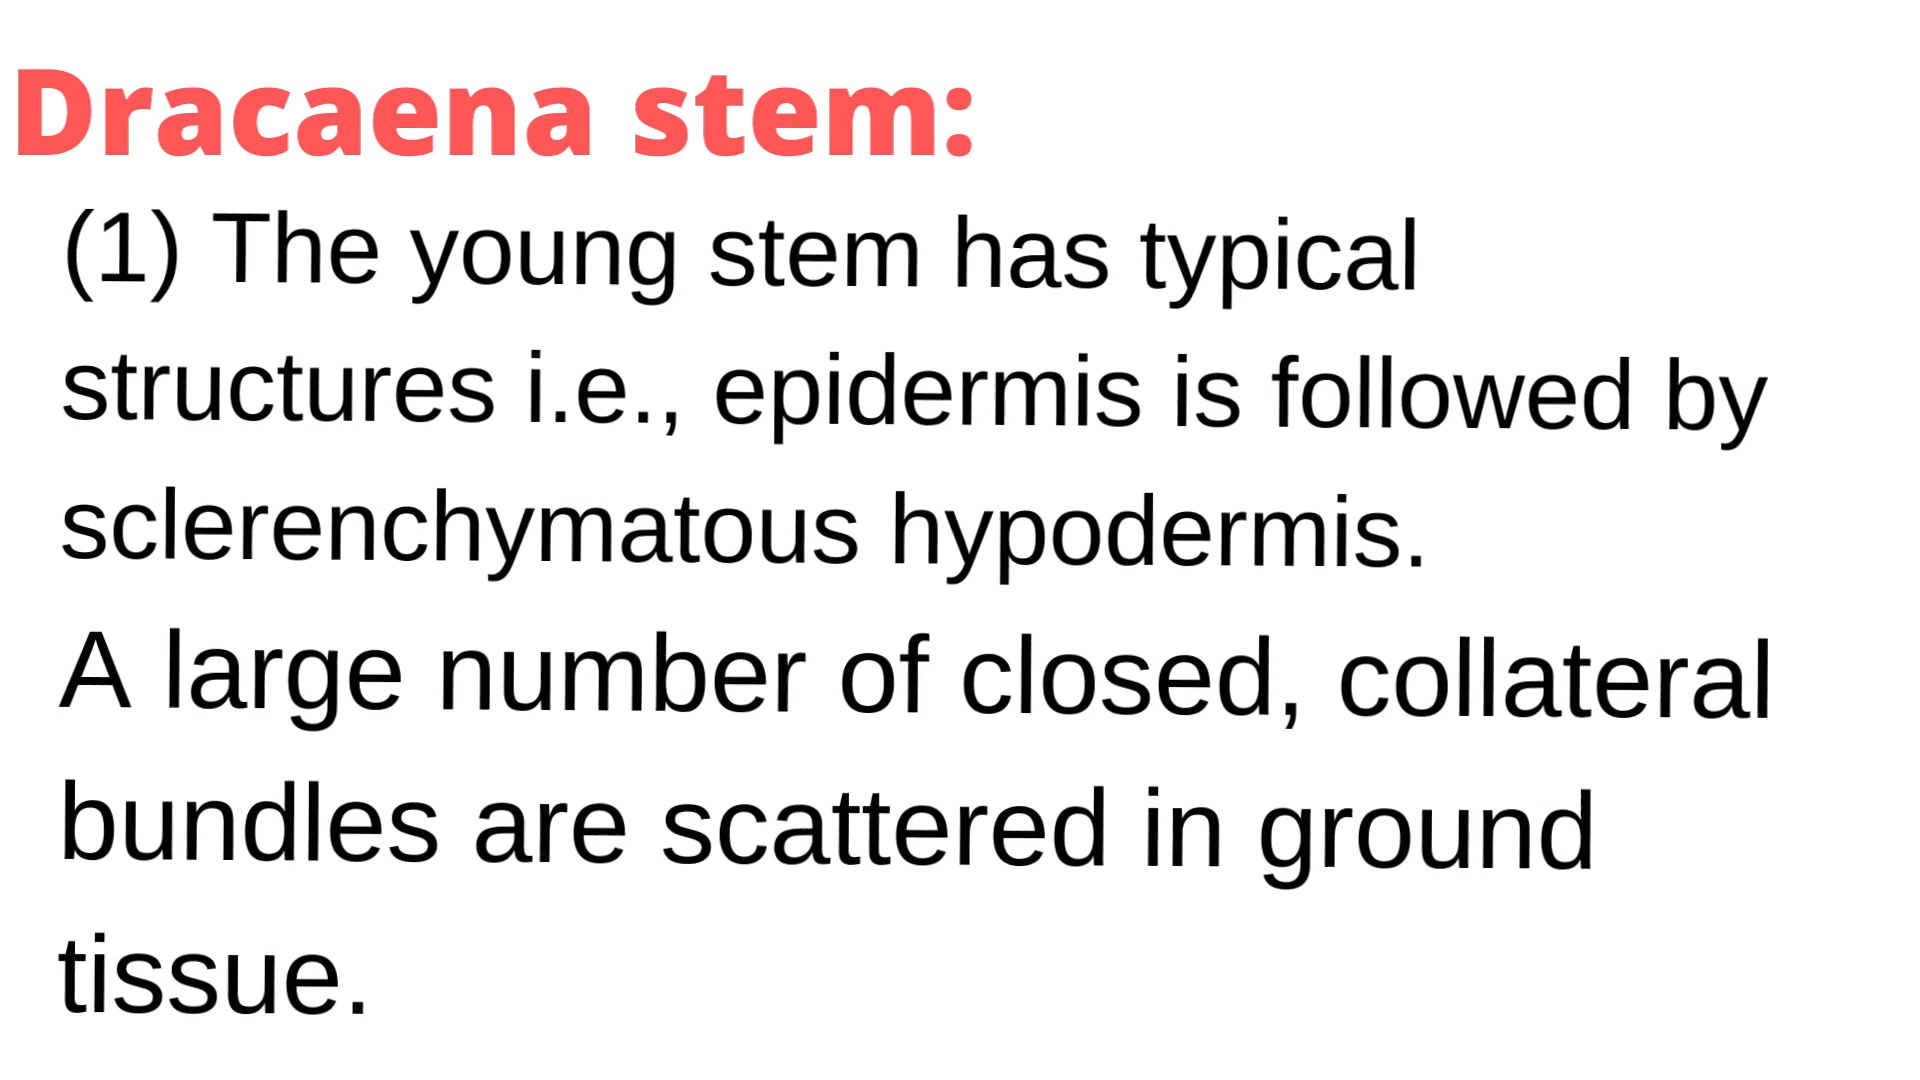 Dracaena stem:
(1) The young stem has typical
structures i.e., epidermis is followed by
sclerenchymatous hypodermis.
A large number of closed, collateral
bundles are scattered in ground
tissue.